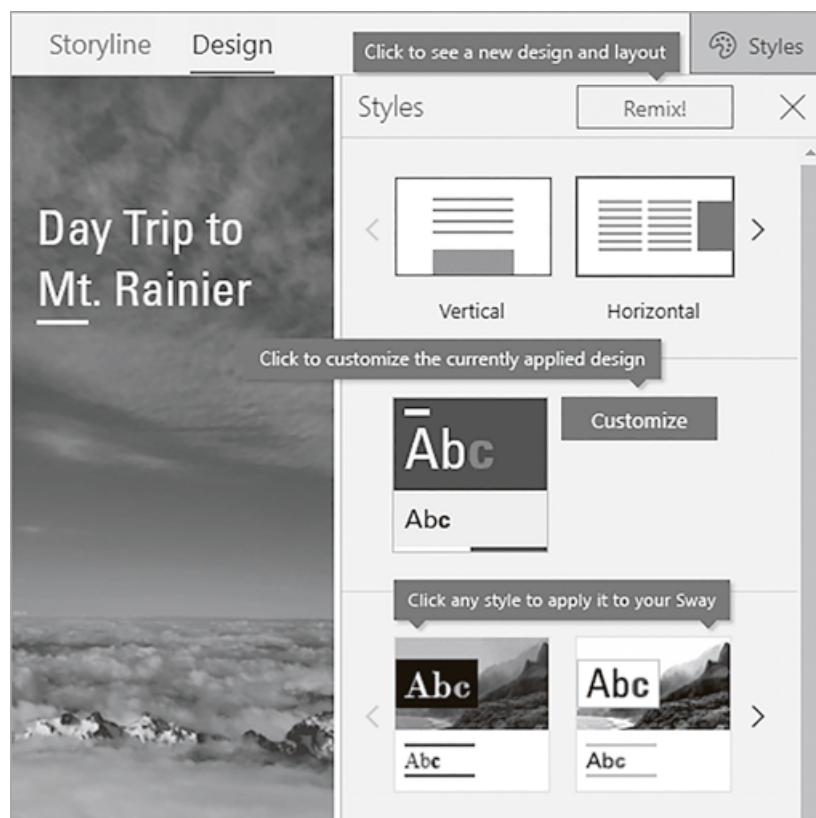 Storyline Design
Click to see a new design and layout
Styles
Styles
Remix!
Day Trip to
Mt. Rainier
Vertical
Horizontal
Click to customize the currently applied design
Customize
Abc
Abc
Click any style to apply it to your Sway
Abc
Abc
Abc
Abc